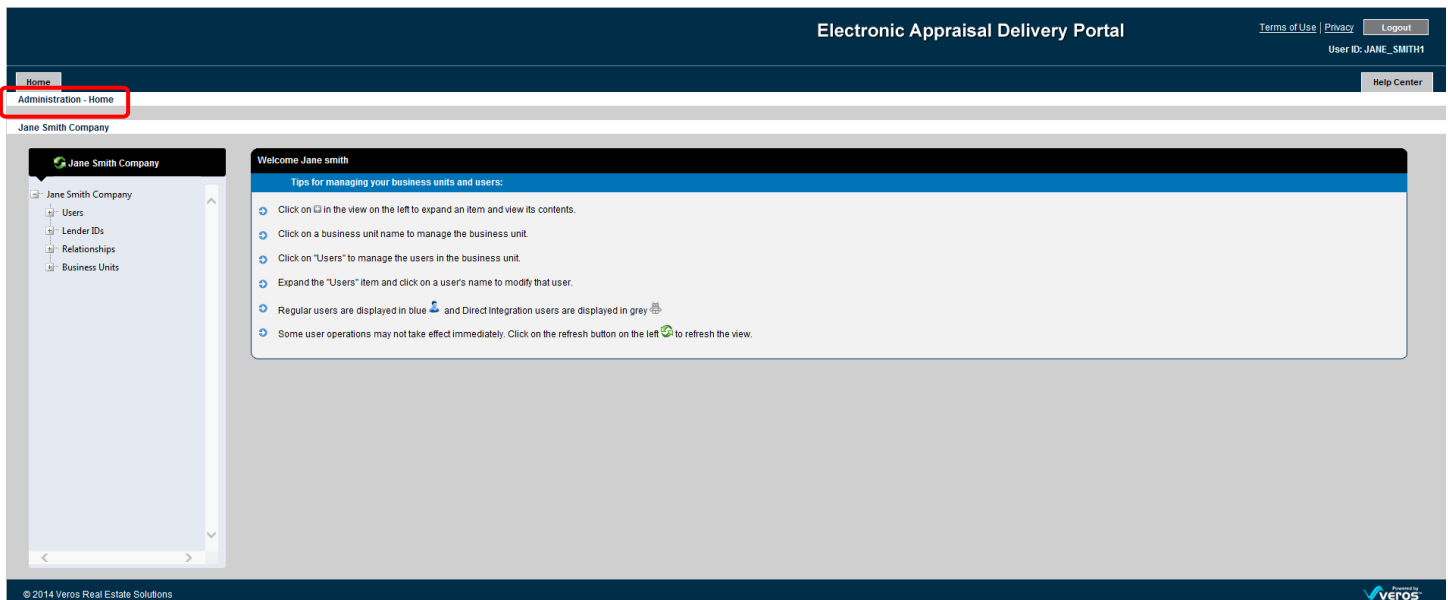 Electronic Appraisal Delivery Portal
Terms of Use | Privacy
Logout
User ID: JANE_SMITH1
Home
Help Center
Administration - Home
Jane Smith Company
Jane Smith Company
Jane Smith Company
Users
Lender IDs
Relationships
Business Units
Welcome Jane smith
Tips for managing your business units and users:
Click on in the view on the left to expand an item and view its contents.
Click on a business unit name to manage the business unit.
Click on "Users" to manage the users in the business unit.
Expand the "Users" item and click on a user's name to modify that user.
Regular users are displayed in blue and Direct Integration users are displayed in grey
Some user operations may not take effect immediately. Click on the refresh button on the left to refresh the view.
© 2014 Veros Real Estate Solutions
Powered by
veros